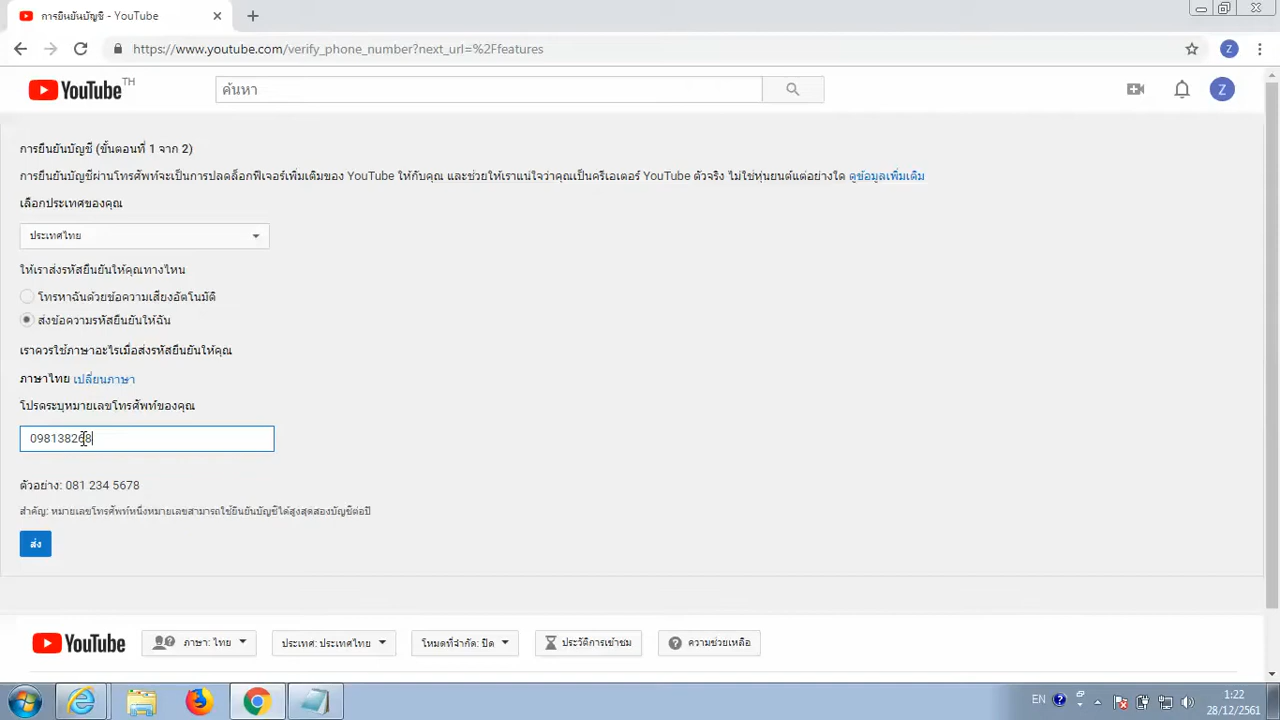 การยืนยันบัญชี - YouTube
https://www.youtube.com/verify_phone_number?next_url=%2Ffeatures
Z
YouTube TH
ค้นหา
Z
การยืนยันบัญชี (ขั้นตอนที่ 1 จาก 2)
การยืนยันบัญชีผ่านโทรศัพท์จะเป็นการปลดล็อกฟีเจอร์เพิ่มเติมของ YouTube ให้กับคุณ และช่วยให้เราแน่ใจว่าคุณเป็นครีเอเตอร์ YouTube ตัวจริง ไม่ใช่หุ่นยนต์แต่อย่างใด ดูข้อมูลเพิ่มเติม
เลือกประเทศของคุณ
ประเทศไทย
ให้เราส่งรหัสยืนยันให้คุณทางไหน
โทรหาฉันด้วยข้อความเสียงอัตโนมัติ
ส่งข้อความรหัสยืนยันให้ฉัน
เราควรใช้ภาษาอะไรเมื่อส่งรหัสยืนยันให้คุณ
ภาษาไทย เปลี่ยนภาษา
โปรดระบุหมายเลขโทรศัพท์ของคุณ
098138268
ตัวอย่าง: 081 234 5678
สำคัญ: หมายเลขโทรศัพท์หนึ่งหมายเลขสามารถใช้ยืนยันบัญชีได้สูงสุดสองบัญชีต่อปี
ส่ง
YouTube
ภาษา: ไทย
ประเทศ: ประเทศไทย
โหมดที่จำกัด: ปิด
ประวัติการเข้าชม
ความช่วยเหลือ
EN
1:22
28/12/2561